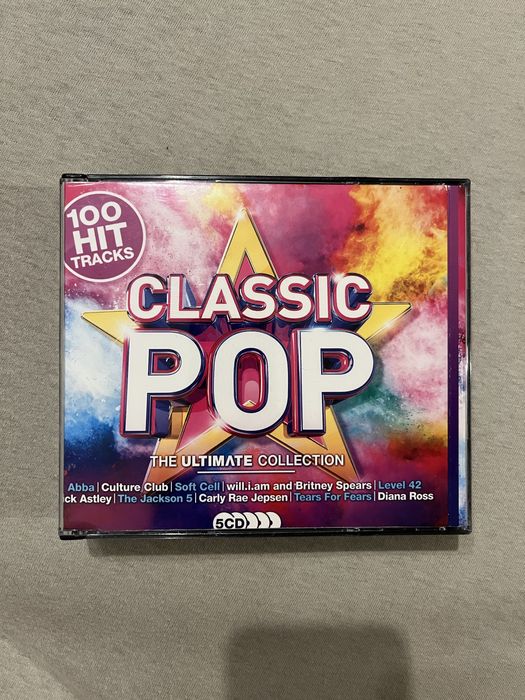 100
HIT
TRACKS
CLASSIC
POP
THE ULTIMATE COLLECTION
Abba | Culture Club | Soft Cell | will.i.am and Britney Spears | Level 42
ck Astley | The Jackson 5 | Carly Rae Jepsen | Tears For Fears | Diana Ross
5CD